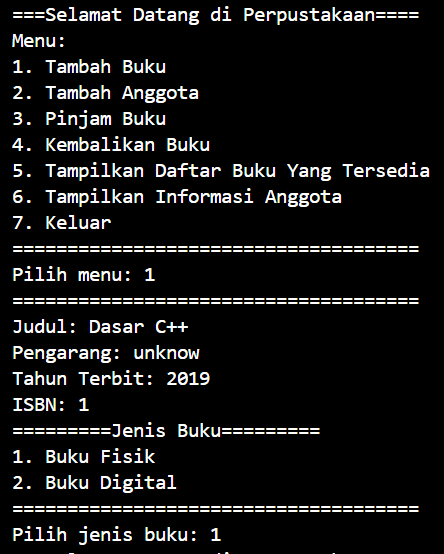 ===Selamat Datang di Perpustakaan====
Menu:
1. Tambah Buku
2. Tambah Anggota
3. Pinjam Buku
4. Kembalikan Buku
5. Tampilkan Daftar Buku Yang Tersedia
6. Tampilkan Informasi Anggota
7. Keluar
=====================================
Pilih menu: 1
=====================================
Judul: Dasar C++
Pengarang: unknow
Tahun Terbit: 2019
ISBN: 1
=========Jenis Buku=========
1. Buku Fisik
2. Buku Digital
=====================================
Pilih jenis buku: 1